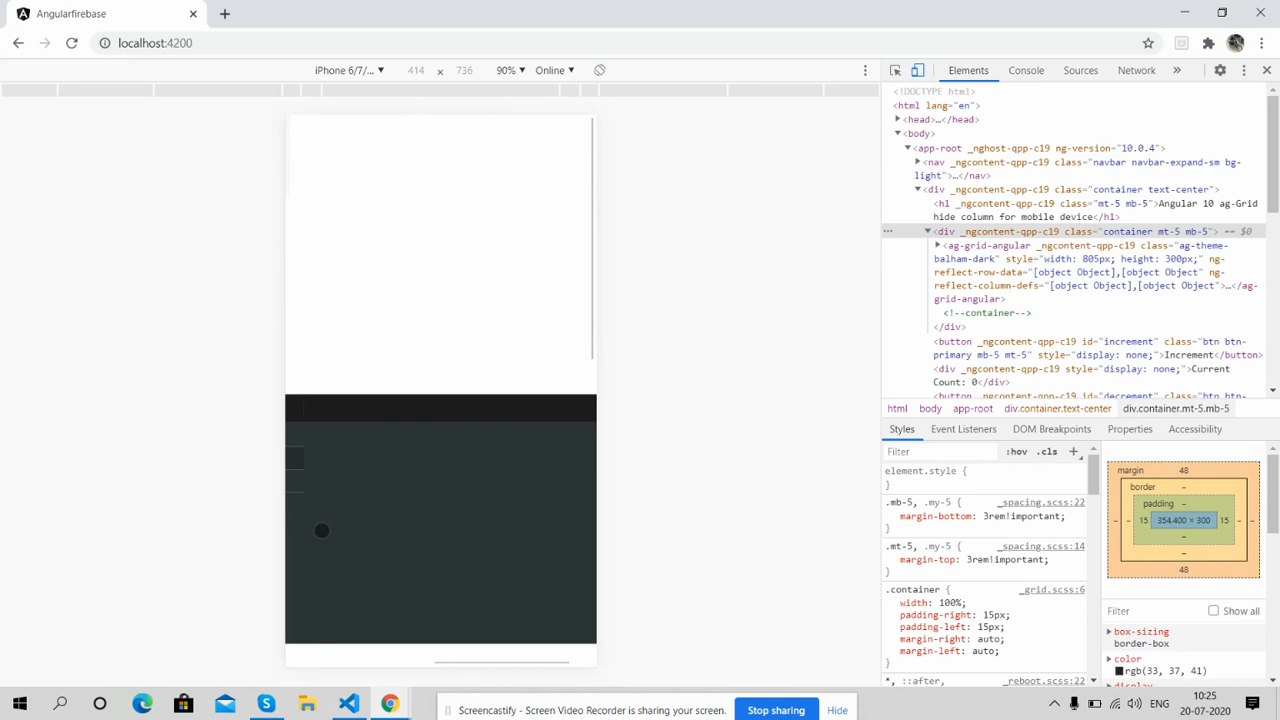 Angularfirebase
localhost:4200
iPhone 6/7/... 414 × 736 90% Online
Elements Console Sources Network
<!DOCTYPE html>
<html lang="en">
<head>…</head>
<body>
<app-root _nghost-qpp-c19 ng-version="10.0.4">
<nav _ngcontent-qpp-c19 class="navbar navbar-expand-sm bg-
light">…</nav>
<div _ngcontent-qpp-c19 class="container text-center">
<h1 _ngcontent-qpp-c19 class="mt-5 mb-5">Angular 10 ag-Grid
hide column for mobile device</h1>
<div _ngcontent-qpp-c19 class="container mt-5 mb-5"> == $0
<ag-grid-angular _ngcontent-qpp-c19 class="ag-theme-
balham-dark" style="width: 805px; height: 300px;" ng-
reflect-row-data="[object Object],[object Object" ng-
reflect-column-defs="[object Object],[object Object">…</ag-
grid-angular>
<!--container-->
</div>
<button _ngcontent-qpp-c19 id="increment" class="btn btn-
primary mb-5 mt-5" style="display: none;">Increment</button>
<div _ngcontent-qpp-c19 style="display: none;">Current
Count: 0</div>
<button _ngcontent-qpp-c19 id="decrement" class="btn btn-
html body app-root div.container.text-center div.container.mt-5.mb-5
Styles Event Listeners DOM Breakpoints Properties Accessibility
Filter :hov .cls +
element.style {
}
.mb-5, .my-5 { _spacing.scss:22
margin-bottom: 3rem!important;
}
.mt-5, .my-5 { _spacing.scss:14
margin-top: 3rem!important;
}
.container { _grid.scss:6
width: 100%;
padding-right: 15px;
padding-left: 15px;
margin-right: auto;
margin-left: auto;
}
*, ::after, _reboot.scss:22
margin 48
border –
padding –
– – 15 354.400 × 300 15 – –
–
–
48
Filter Show all
box-sizing
border-box
color
rgb(33, 37, 41)
display
Screencastify - Screen Video Recorder is sharing your screen. Stop sharing Hide
ENG
10:25
20-07-2020